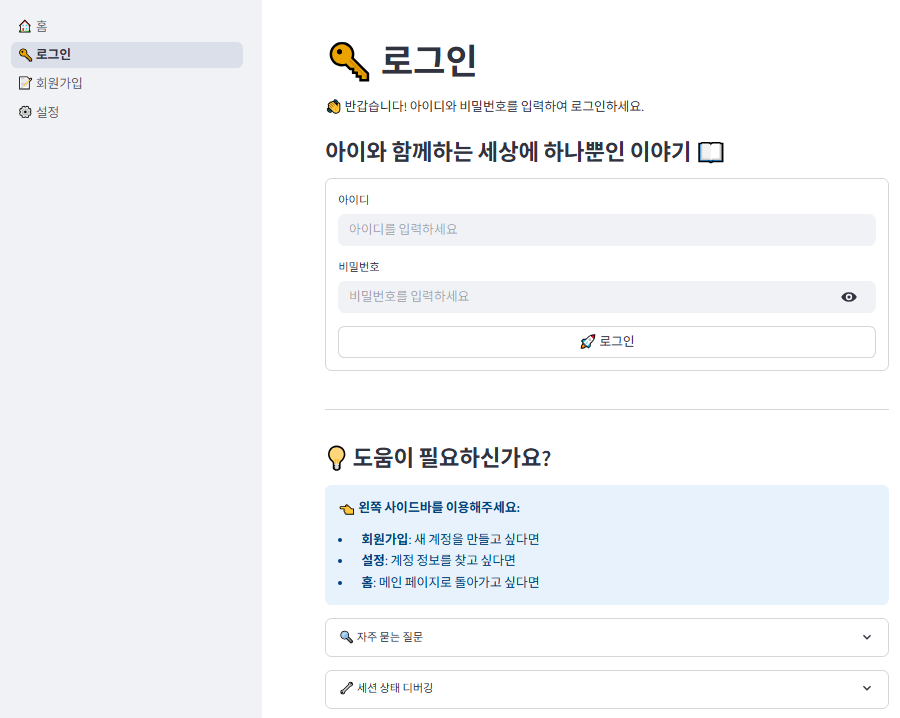 홈
로그인
회원가입
설정
로그인
반갑습니다! 아이디와 비밀번호를 입력하여 로그인하세요.
아이와 함께하는 세상에 하나뿐인 이야기
아이디
아이디를 입력하세요
비밀번호
비밀번호를 입력하세요
로그인
도움이 필요하신가요?
왼쪽 사이드바를 이용해주세요:
• 회원가입: 새 계정을 만들고 싶다면
• 설정: 계정 정보를 찾고 싶다면
• 홈: 메인 페이지로 돌아가고 싶다면
자주 묻는 질문
세션 상태 디버깅